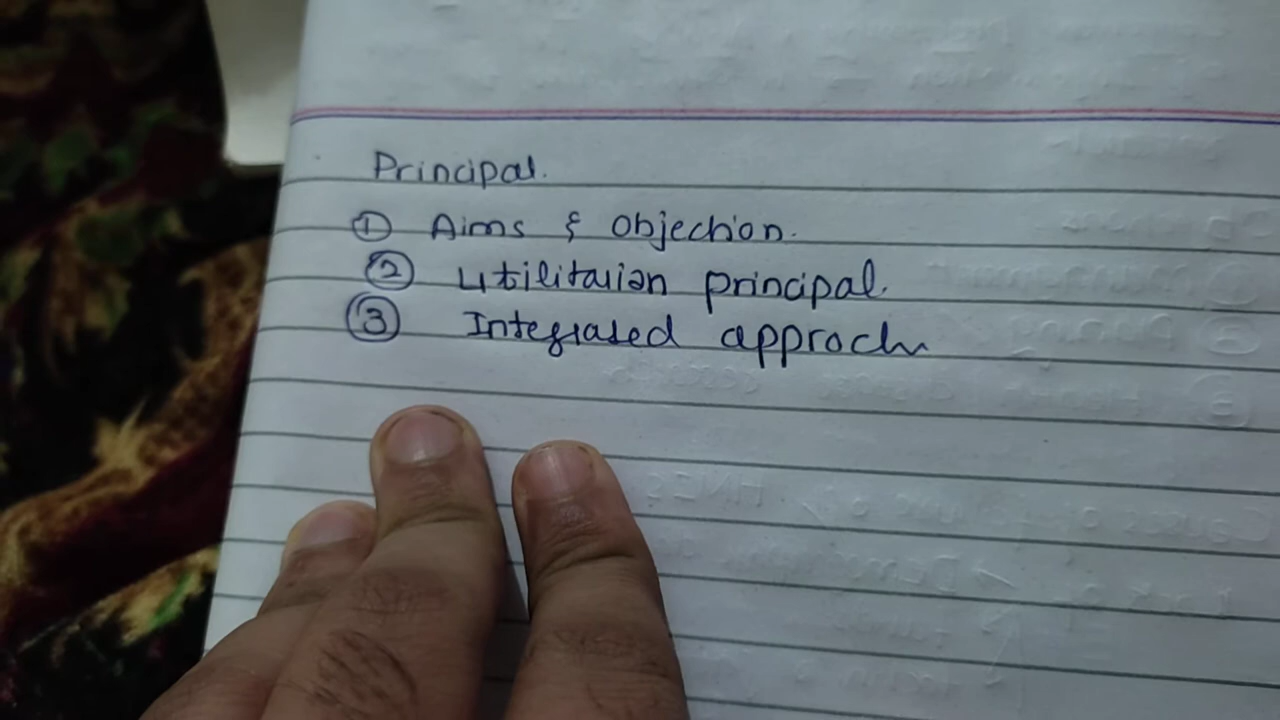 Principal.
① Aims & Objection.
② Utilitarian principal.
③ Integrated approch